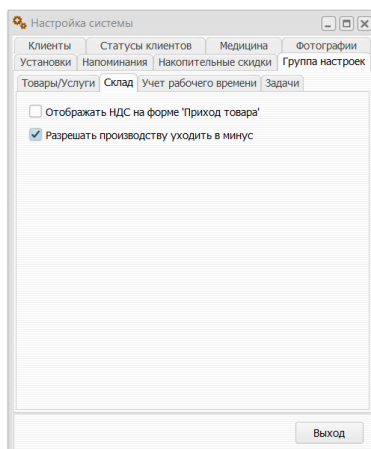 Настройка системы
Клиенты Статусы клиентов Медицина Фотографии
Установки Напоминания Накопительные скидки Группа настроек
Товары/Услуги Склад Учет рабочего времени Задачи
Отображать НДС на форме 'Приход товара'
Разрешать производству уходить в минус
Выход